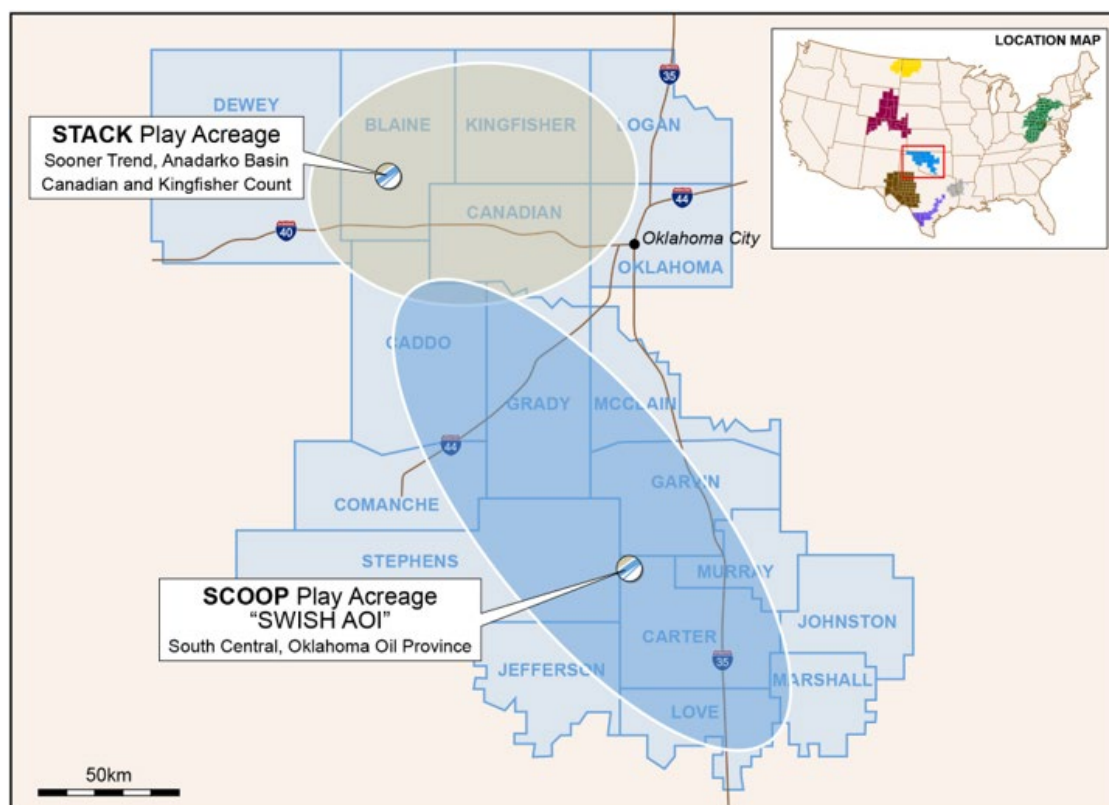 LOCATION MAP
35
DEWEY
BLAINE
KINGFISHER
LOGAN
STACK Play Acreage
Sooner Trend, Anadarko Basin
Canadian and Kingfisher Count
CANADIAN
44
40
Oklahoma City
OKLAHOMA
CADDO
GRADY
MCCLAIN
44
GARVIN
COMANCHE
STEPHENS
MURRAY
SCOOP Play Acreage
“SWISH AOI”
South Central, Oklahoma Oil Province
JOHNSTON
CARTER
35
JEFFERSON
MARSHALL
LOVE
50km